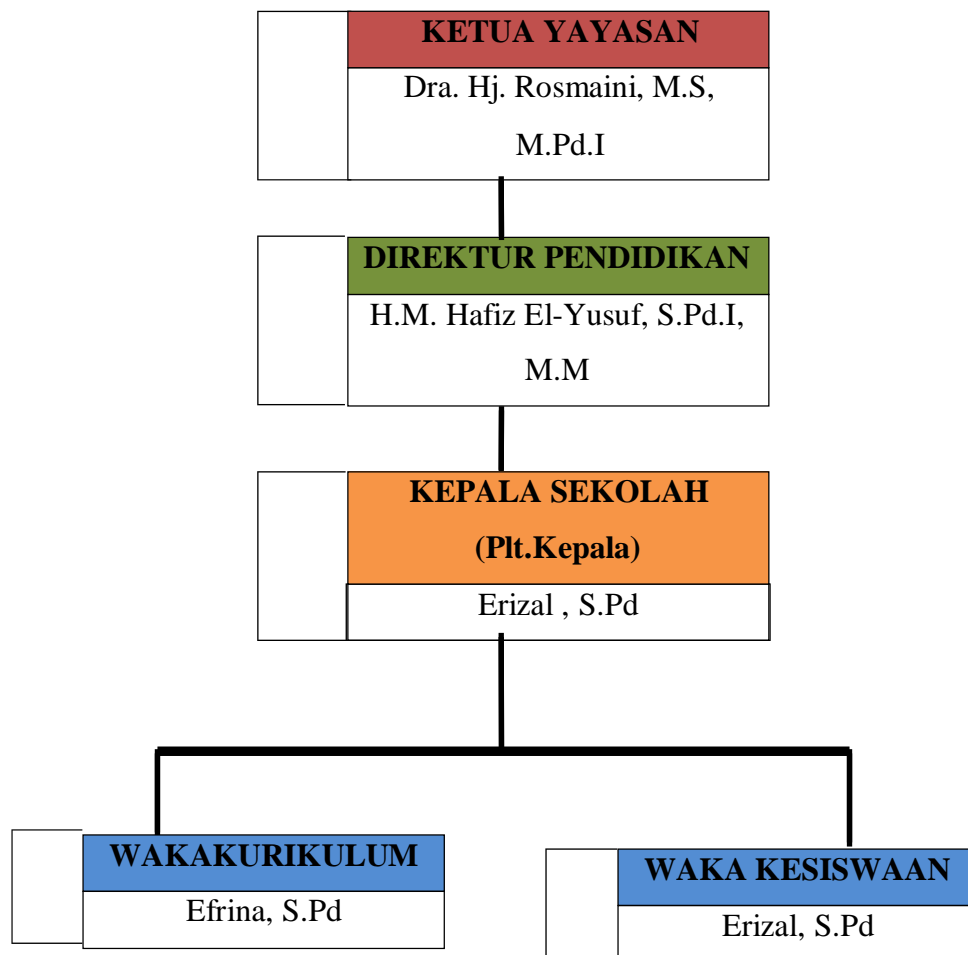 KETUA YAYASAN
Dra. Hj. Rosmaini, M.S,
M.Pd.I
DIREKTUR PENDIDIKAN
H.M. Hafiz El-Yusuf, S.Pd.I,
M.M
KEPALA SEKOLAH
(Plt.Kepala)
Erizal , S.Pd
WAKAKURIKULUM
Efrina, S.Pd
WAKA KESISWAAN
Erizal, S.Pd